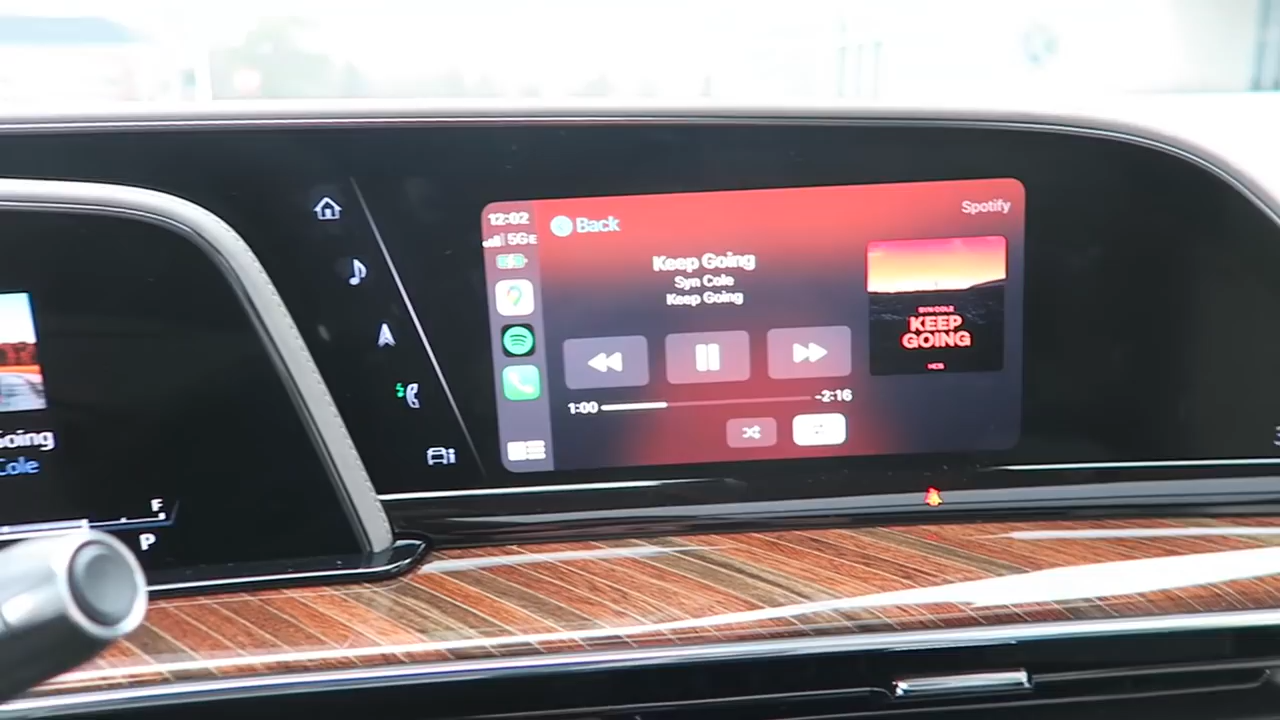 12:02
5GE
Back
Spotify
Keep Going
Syn Cole
Keep Going
SYN COLE
KEEP
GOING
NCS
1:00
-2:16
Going
Cole
F
P